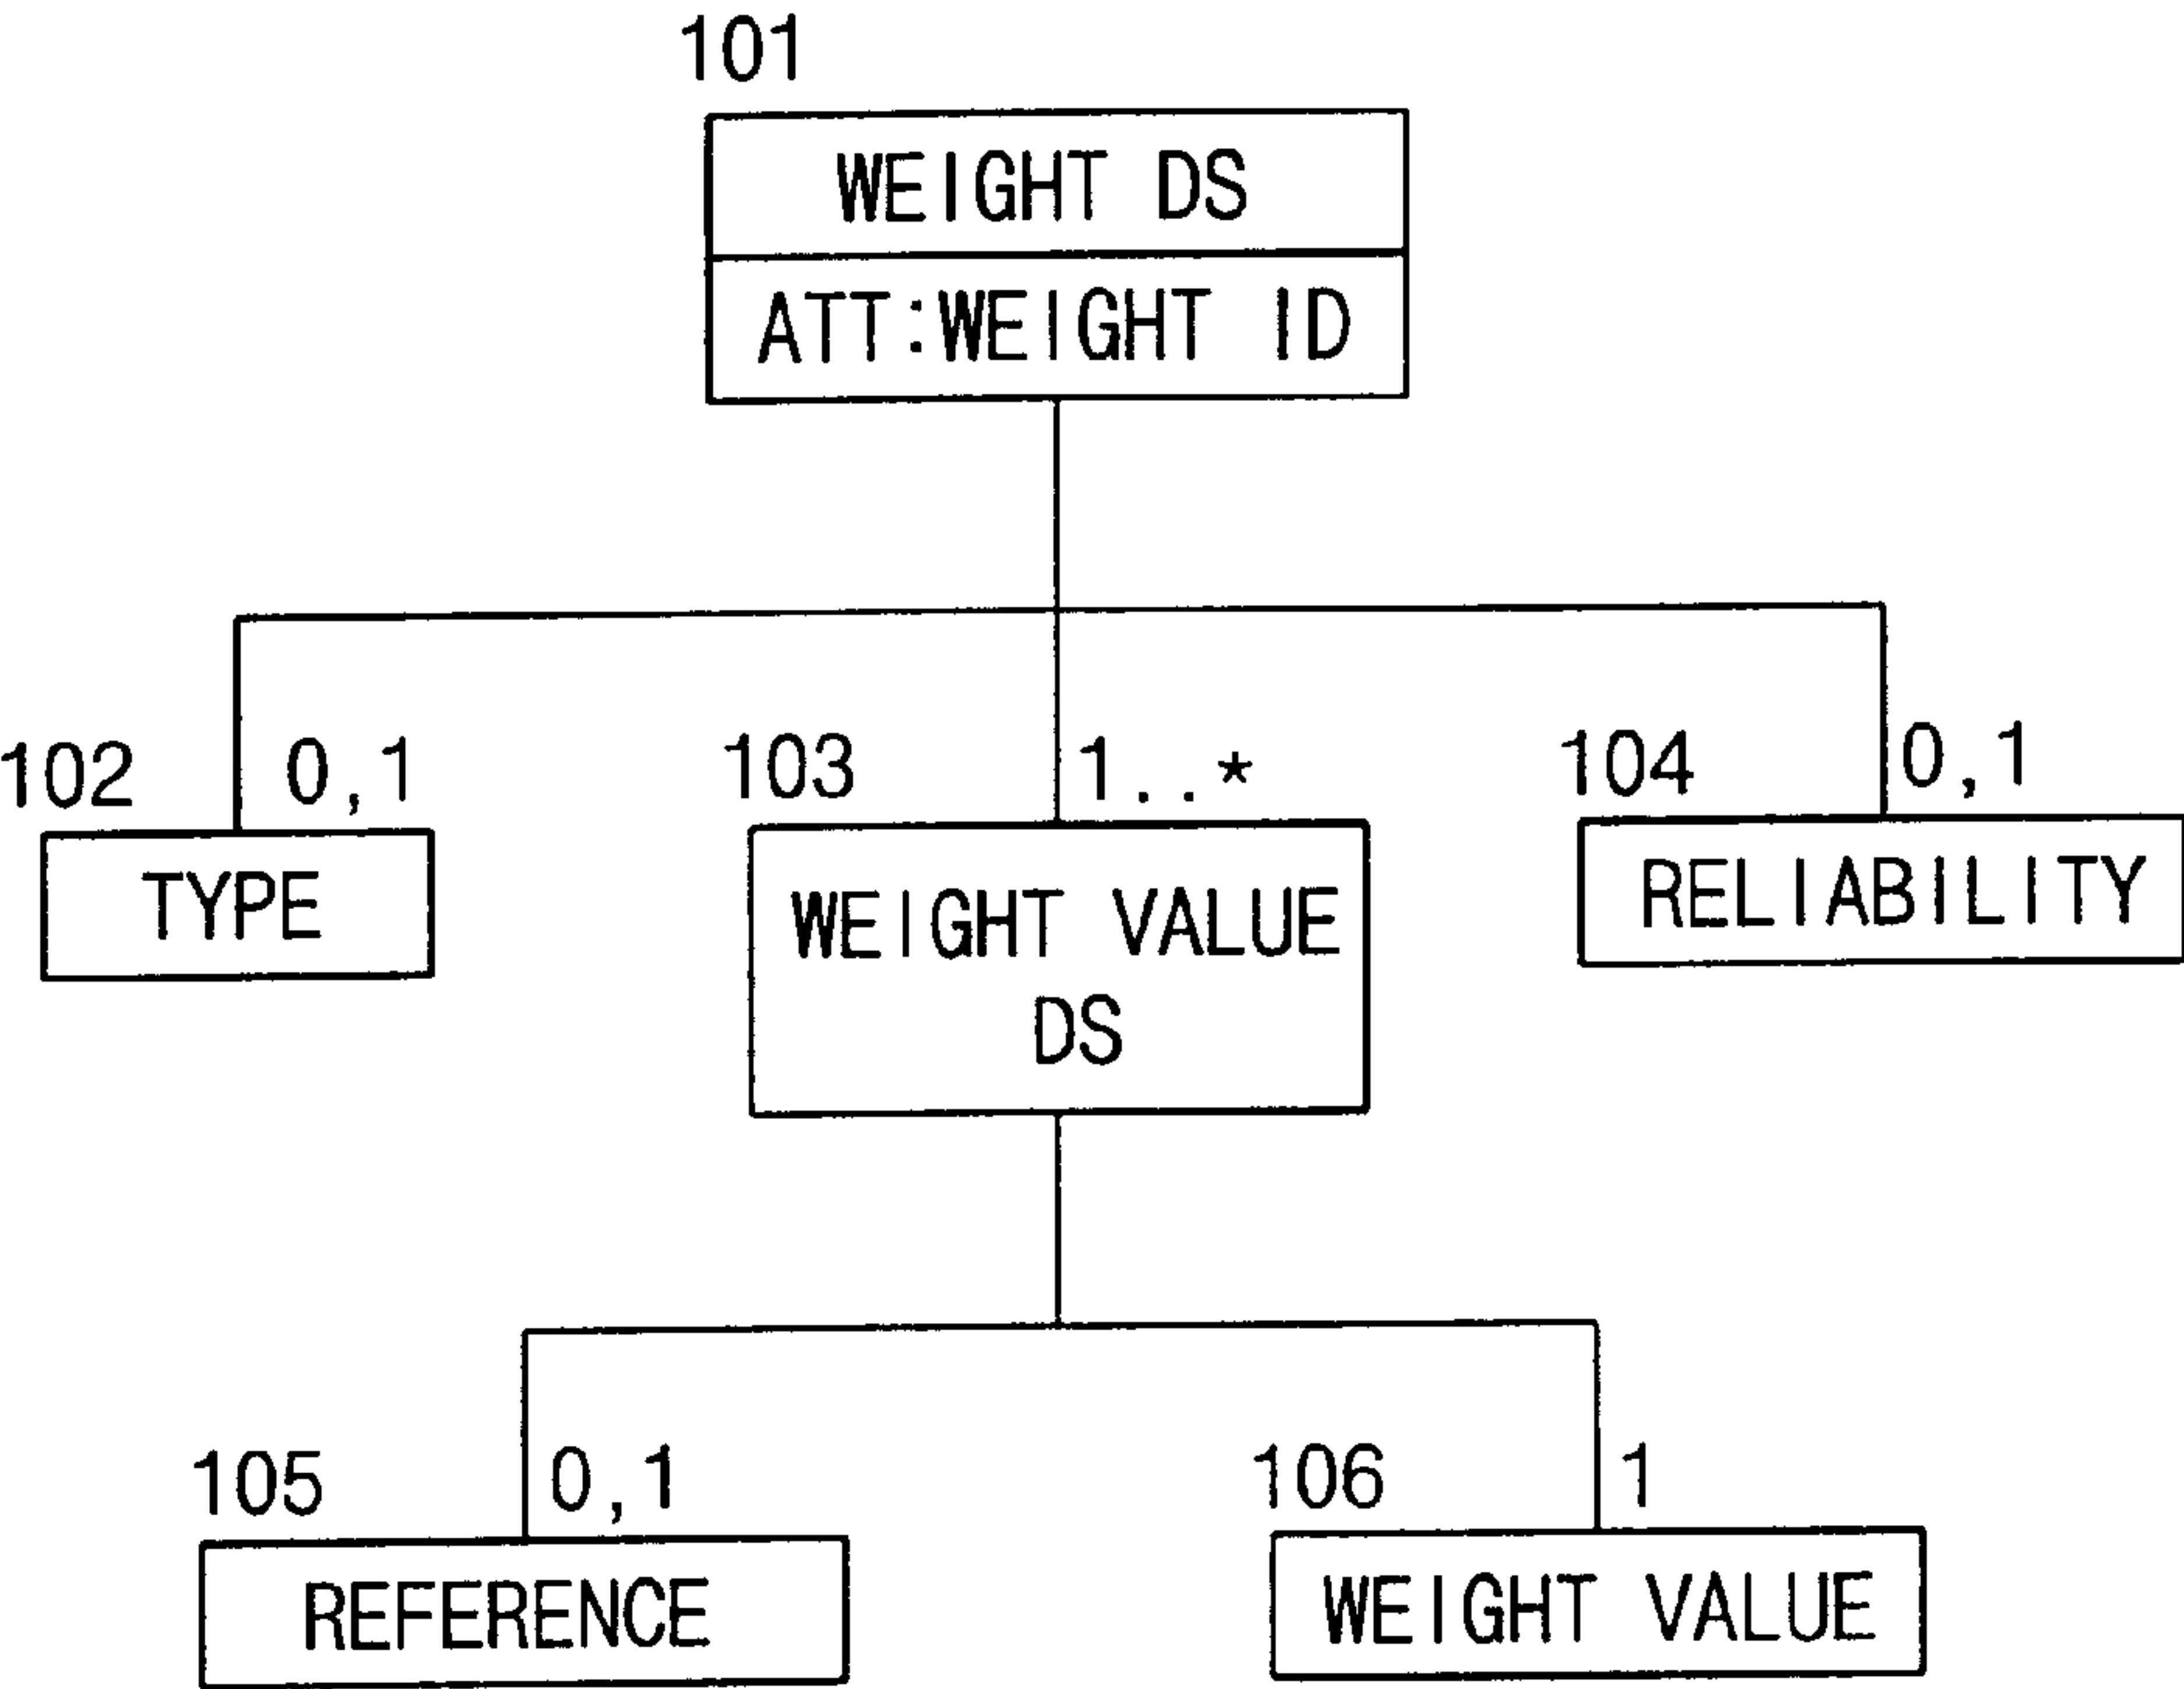 101
WEIGHT DS
ATT:WEIGHT ID
102 0,1 103 1..* 104 0,1
TYPE
WEIGHT VALUE
DS
RELIABILITY
105 0,1 106 1
REFERENCE
WEIGHT VALUE